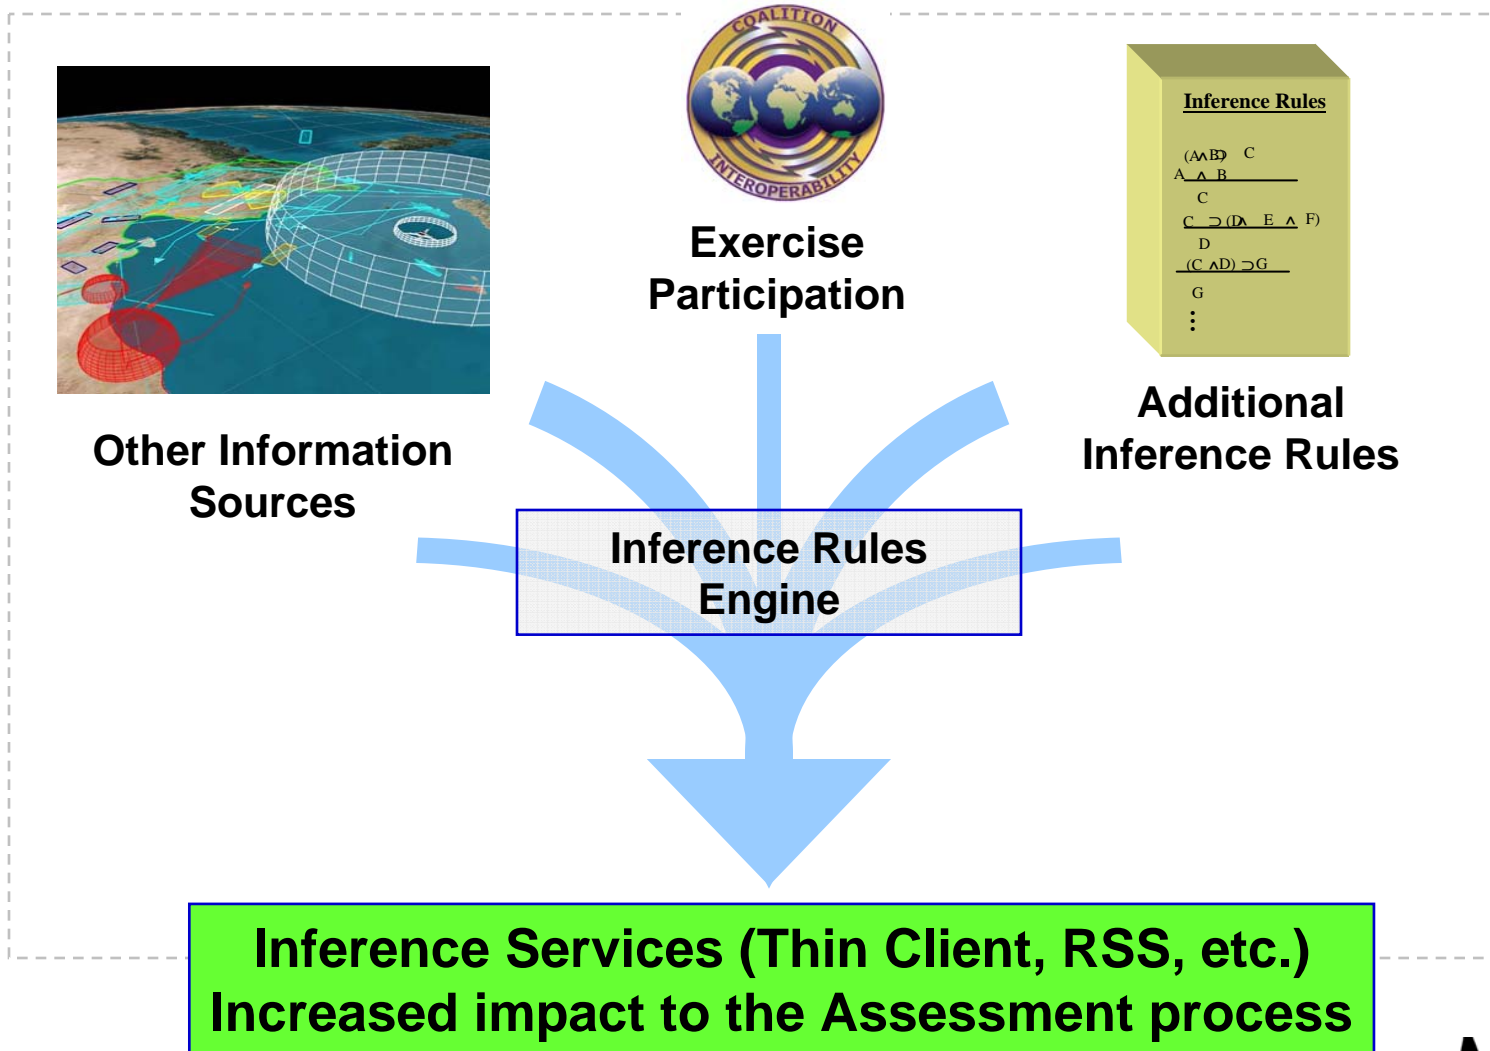 COALITION
INTEROPERABILITY
Exercise
Participation
Other Information
Sources
Inference Rules
(A ∧ B) ⊃ C
A ∧ B
C
C ⊃ (D ∧ E ∧ F)
D
(C ∧ D) ⊃ G
G
⋮
Additional
Inference Rules
Inference Rules
Engine
Inference Services (Thin Client, RSS, etc.)
Increased impact to the Assessment process